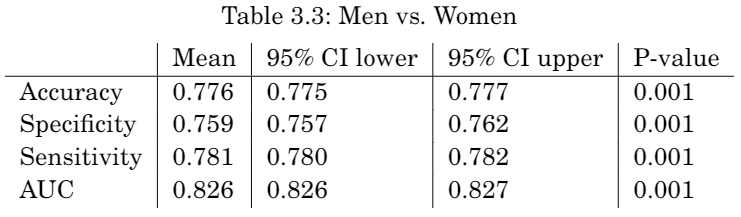 Table 3.3: Men vs. Women
Mean 95% CI lower 95% CI upper P-value
Accuracy 0.776 0.775 0.777 0.001
Specificity 0.759 0.757 0.762 0.001
Sensitivity 0.781 0.780 0.782 0.001
AUC 0.826 0.826 0.827 0.001